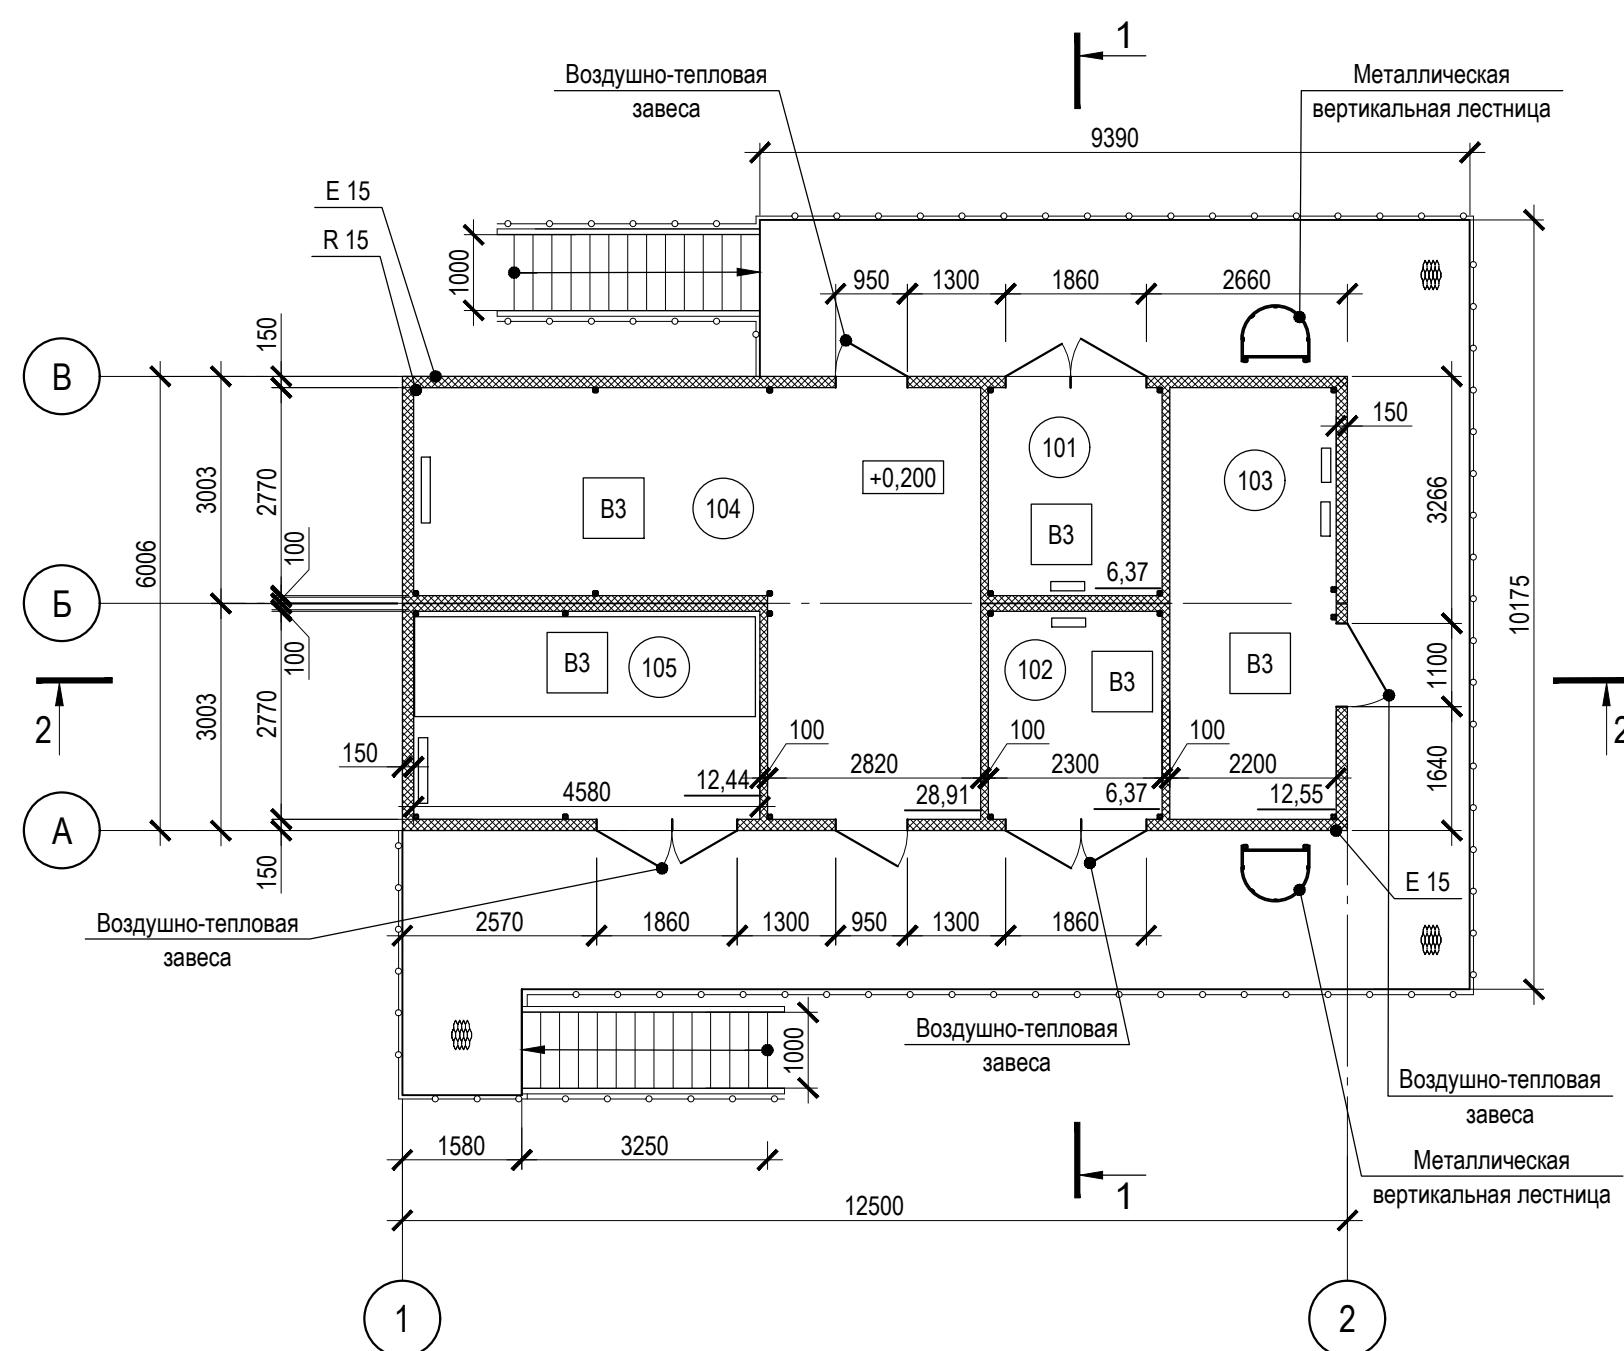 1
Воздушно-тепловая
завеса
Металлическая
вертикальная лестница
9390
E 15
R 15
1000
950
1300
1860
2660
150
В
101
150
103
+0,200
В3
104
В3
3003
2770
3266
6006
100
6,37
Б
10175
100
В3
105
102
В3
В3
1100
2
2
3003
2770
150
100
100
100
2820
2300
2200
1640
4580
12,44
28,91
6,37
12,55
А
150
E 15
Воздушно-тепловая
завеса
2570
1860
1300
950
1300
1860
1000
Воздушно-тепловая
завеса
Воздушно-тепловая
завеса
1580
3250
Металлическая
вертикальная лестница
1
12500
1
2